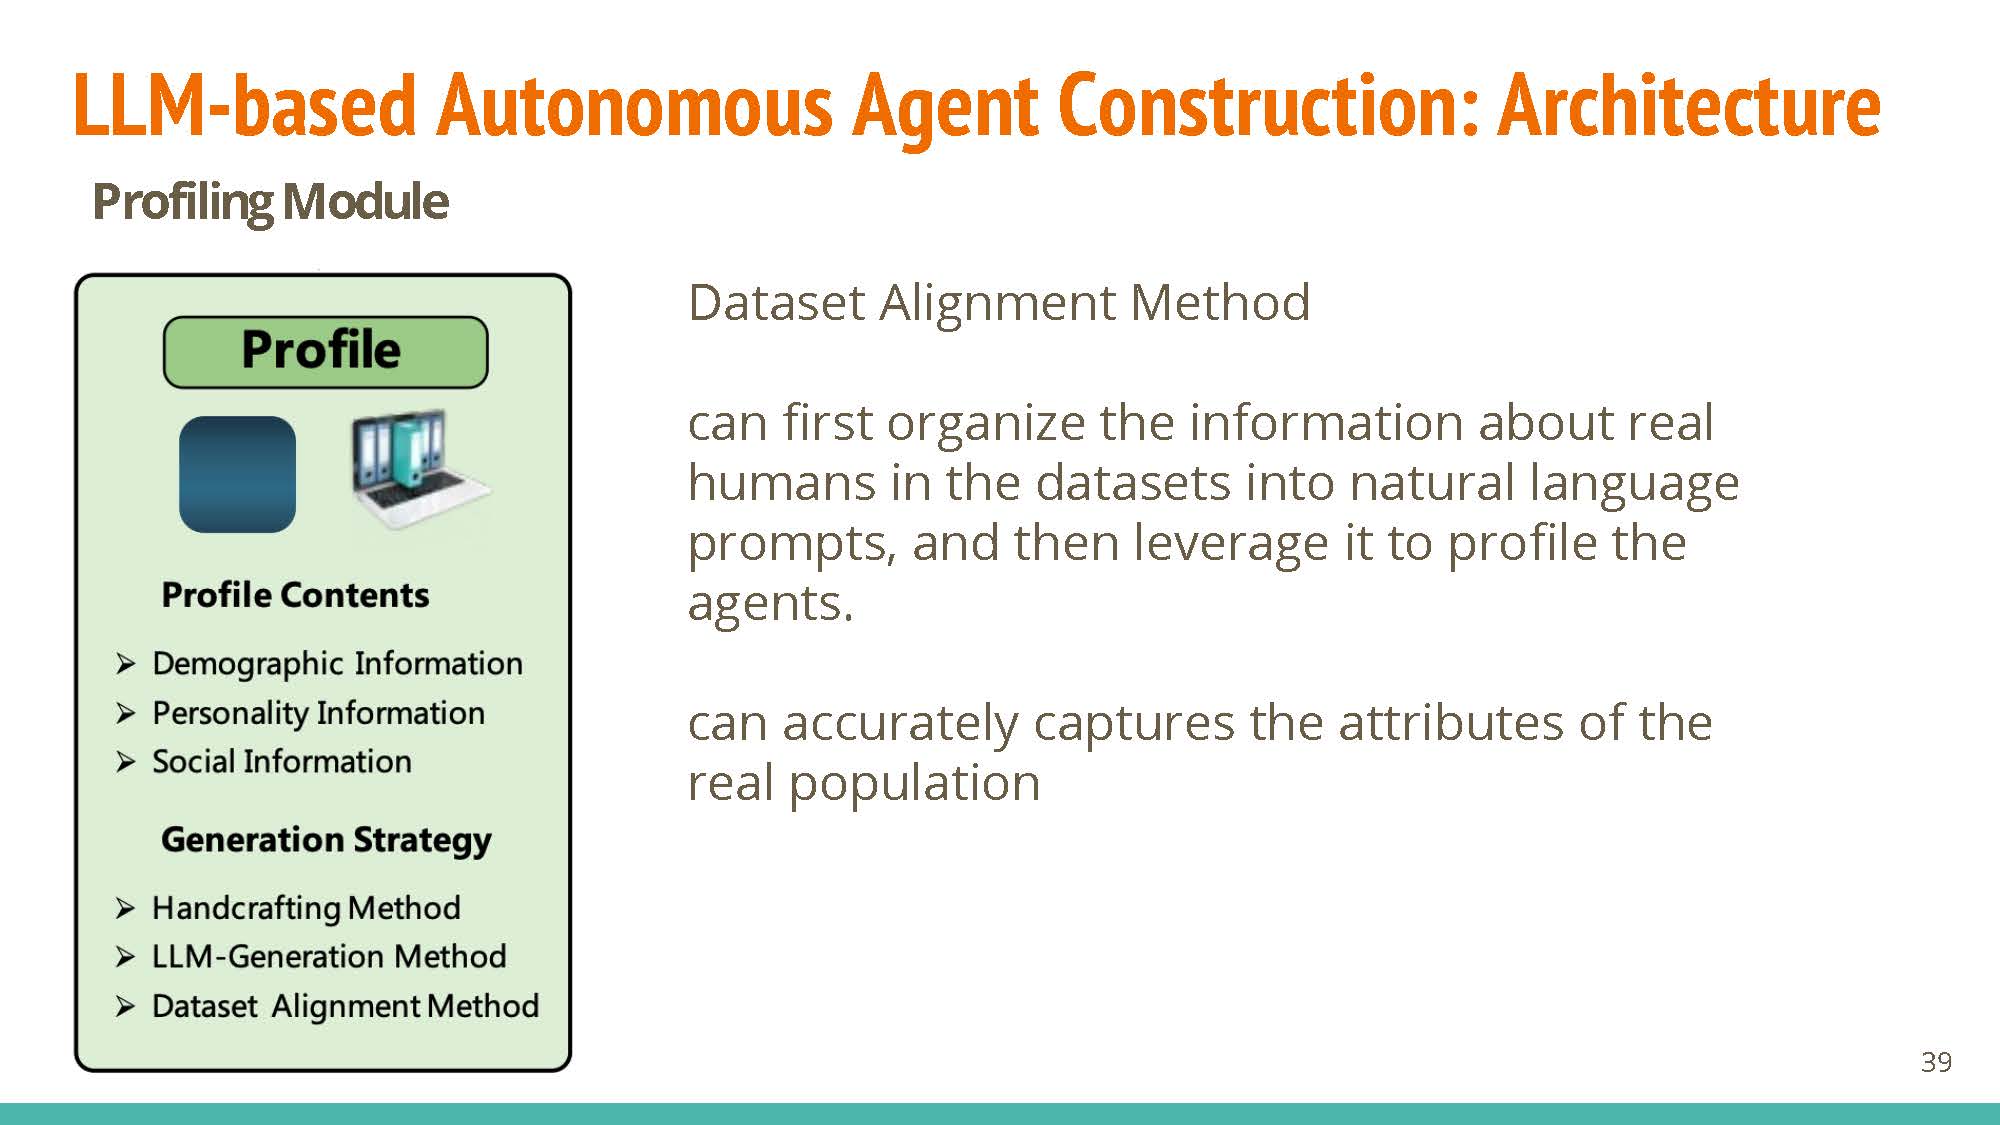 LLM-based Autonomous Agent Construction: Architecture
Profiling Module
Profile
Profile Contents
➢ Demographic Information
➢ Personality Information
➢ Social Information
Generation Strategy
➢ Handcrafting Method
➢ LLM-Generation Method
➢ Dataset Alignment Method
Dataset Alignment Method
can first organize the information about real
humans in the datasets into natural language
prompts, and then leverage it to profile the
agents.
can accurately captures the attributes of the
real population
39